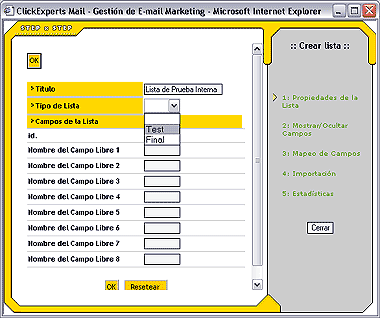 ClickExperts Mail - Gestión de E-mail Marketing - Microsoft Internet Explorer
STEP & STEP
OK
> Título
Lista de Prueba Interna
> Tipo de Lista
> Campos de la Lista
Test
Final
id.
Nombre del Campo Libre 1
Nombre del Campo Libre 2
Nombre del Campo Libre 3
Nombre del Campo Libre 4
Nombre del Campo Libre 5
Nombre del Campo Libre 6
Nombre del Campo Libre 7
Nombre del Campo Libre 8
OK
Resetear
:: Crear lista ::
1: Propiedades de la
Lista
2: Mostrar/Ocultar
Campos
3: Mapeo de Campos
4: Importación
5: Estadísticas
Cerrar